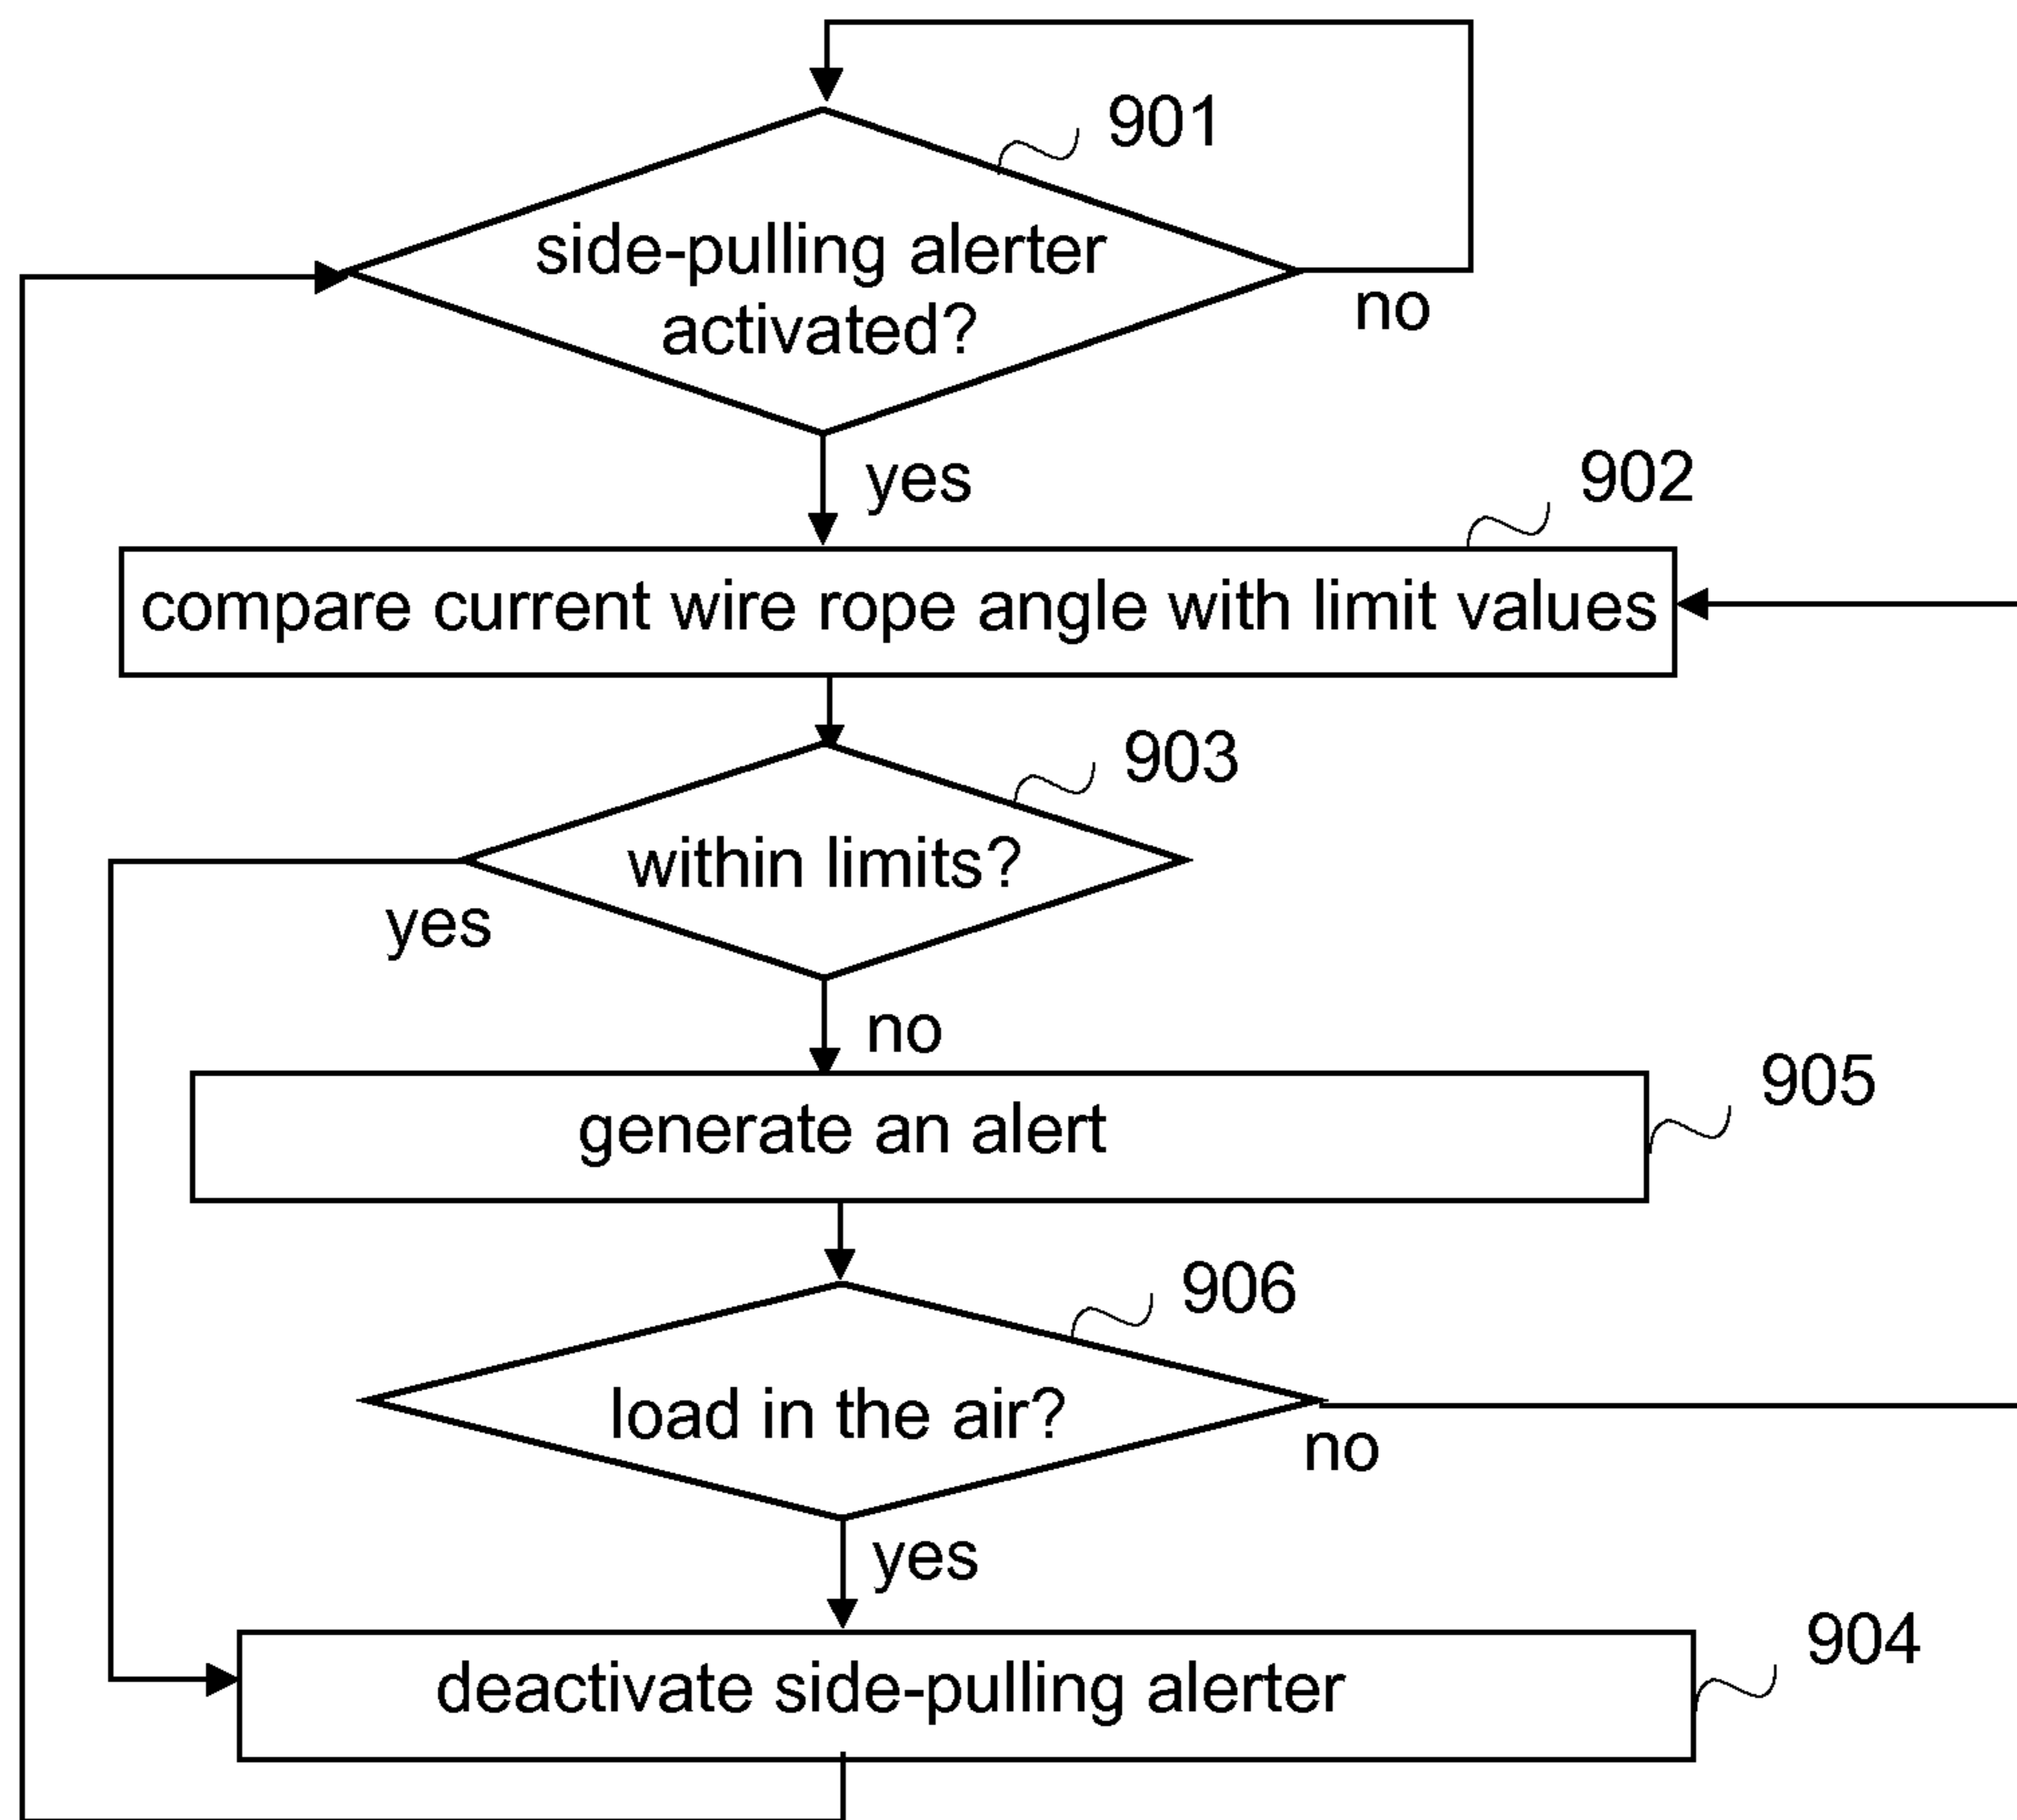 901
side-pulling alerter
activated?
no
yes
902
compare current wire rope angle with limit values
903
within limits?
yes
no
905
generate an alert
906
load in the air?
no
yes
904
deactivate side-pulling alerter